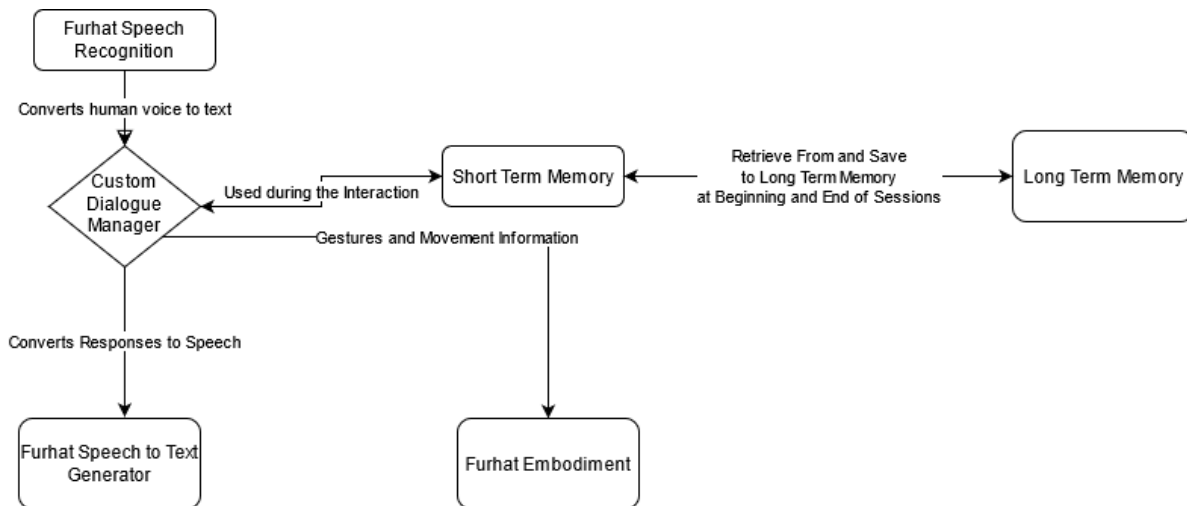 Furhat Speech
Recognition
Converts human voice to text
Custom
Dialogue
Manager
Used during the Interaction
Short Term Memory
Retrieve From and Save
to Long Term Memory
at Beginning and End of Sessions
Long Term Memory
Gestures and Movement Information
Converts Responses to Speech
Furhat Speech to Text
Generator
Furhat Embodiment